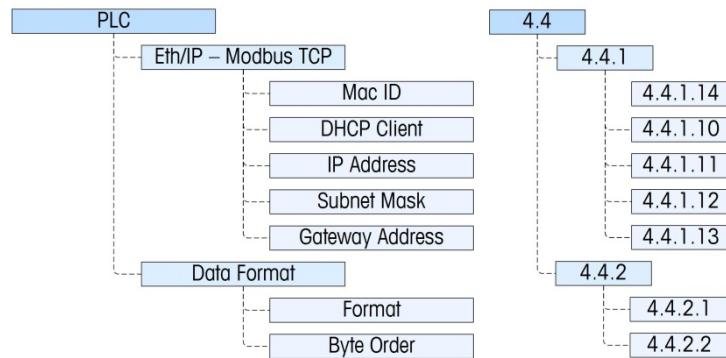 PLC 4.4
Eth/IP – Modbus TCP 4.4.1
Mac ID 4.4.1.14
DHCP Client 4.4.1.10
IP Address 4.4.1.11
Subnet Mask 4.4.1.12
Gateway Address 4.4.1.13
Data Format 4.4.2
Format 4.4.2.1
Byte Order 4.4.2.2